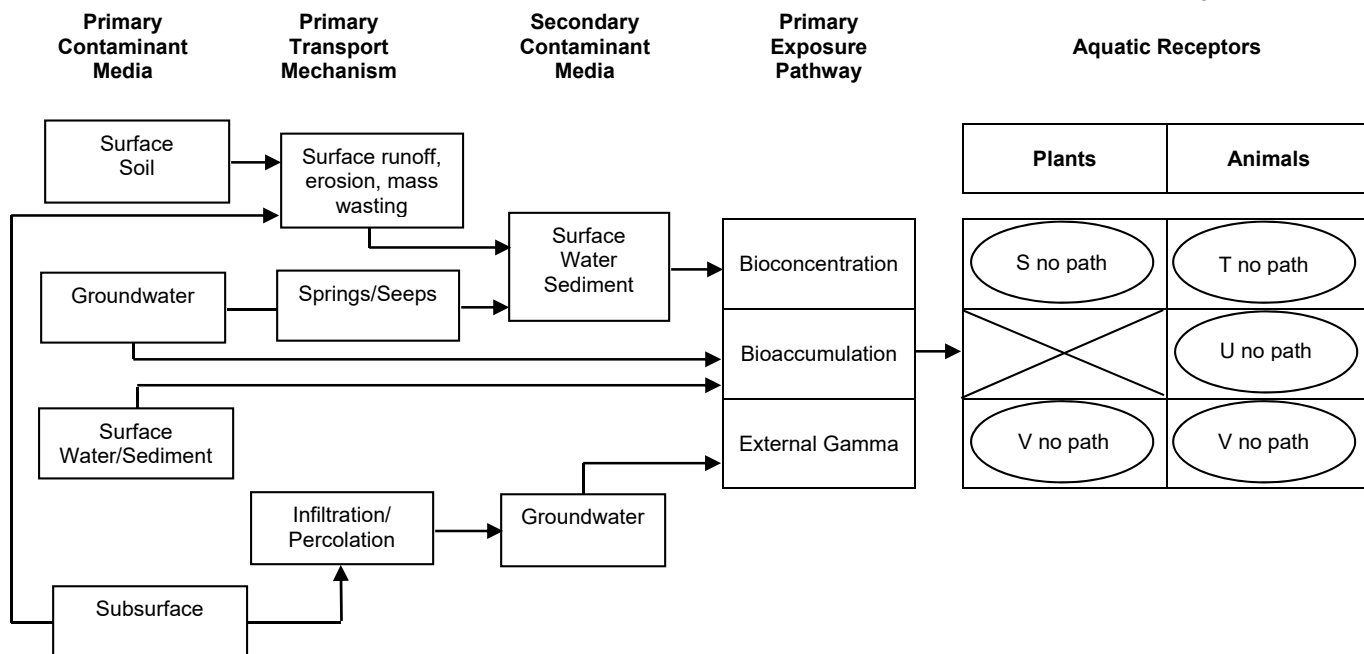 Primary
Contaminant
Media
Primary
Transport
Mechanism
Secondary
Contaminant
Media
Primary
Exposure
Pathway
Aquatic Receptors
Surface
Soil
Surface runoff,
erosion, mass
wasting
Plants
Animals
Surface
Water
Sediment
Bioconcentration
S no path
T no path
Groundwater
Springs/Seeps
Bioaccumulation
U no path
Surface
Water/Sediment
External Gamma
V no path
V no path
Infiltration/
Percolation
Groundwater
Subsurface